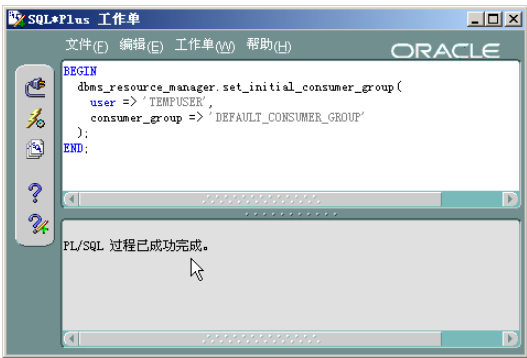 SQL*Plus 工作单
文件(F) 编辑(E) 工作单(W) 帮助(H)
ORACLE
BEGIN
dbms_resource_manager.set_initial_consumer_group(
user => 'TEMPUSER',
consumer_group => 'DEFAULT_CONSUMER_GROUP'
);
END;
PL/SQL 过程已成功完成。